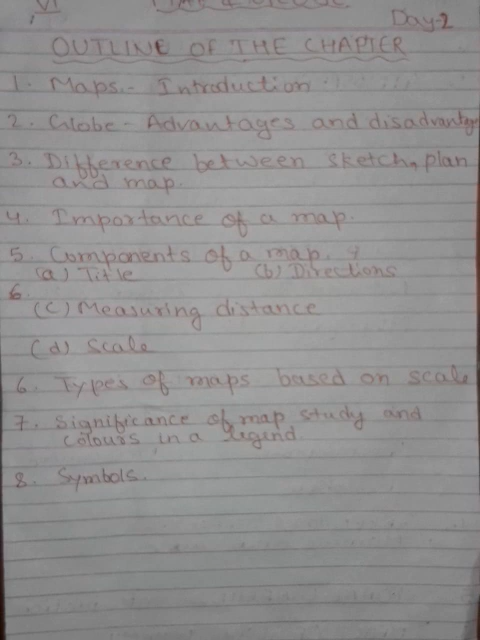 VI
Day-2
OUTLINE OF THE CHAPTER
1. Maps.- Introduction
2. Globe - Advantages and disadvantage
3. Difference between sketch, plan
and map.
4. Importance of a map.
5. Components of a map.
(a) Title (b) Directions
6.
(c) Measuring distance
(d) Scale
6. Types of maps based on scale
7. Significance of map study and
colours in a legend.
8. Symbols.